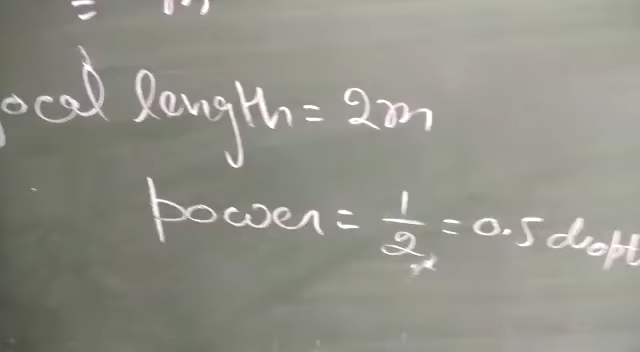 ocal length = 2m
power = 1/2 = 0.5 diopt